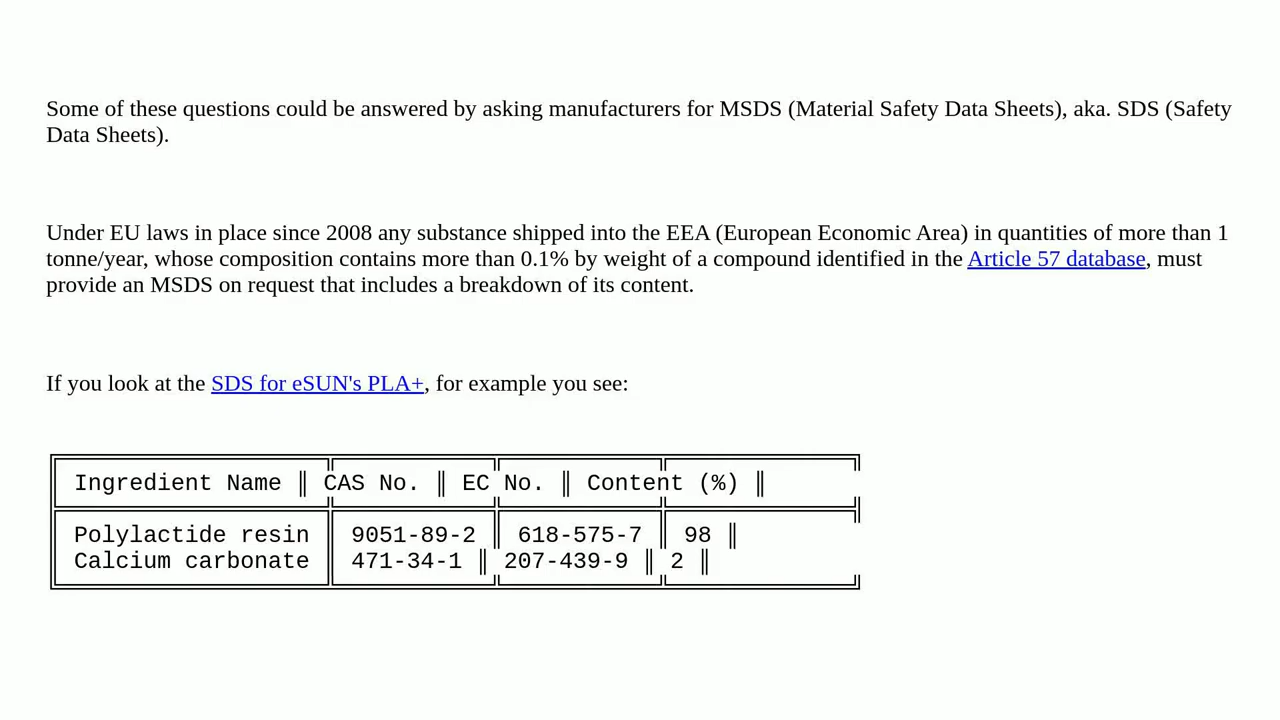 Some of these questions could be answered by asking manufacturers for MSDS (Material Safety Data Sheets), aka. SDS (Safety
Data Sheets).
Under EU laws in place since 2008 any substance shipped into the EEA (European Economic Area) in quantities of more than 1
tonne/year, whose composition contains more than 0.1% by weight of a compound identified in the Article 57 database, must
provide an MSDS on request that includes a breakdown of its content.
If you look at the SDS for eSUN's PLA+, for example you see:
╔═══════════════════╦═══════════╦═══════════╦═════════════╗
║ Ingredient Name ║ CAS No. ║ EC No. ║ Content (%) ║
╠═══════════════════╬═══════════╬═══════════╬═════════════╣
║ Polylactide resin ║ 9051-89-2 ║ 618-575-7 ║ 98 ║
║ Calcium carbonate ║ 471-34-1 ║ 207-439-9 ║ 2 ║
╚═══════════════════╩═══════════╩═══════════╩═════════════╝